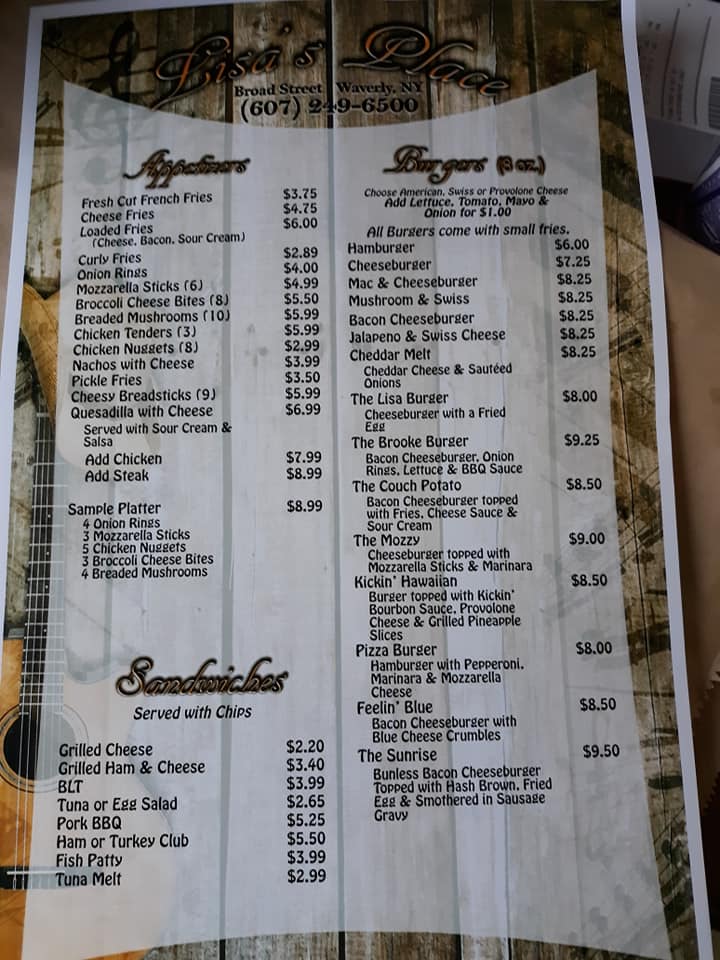 Lisa's Place
Broad Street Waverly, NY
(607) 249-6500
Appetizers
Fresh Cut French Fries $3.75
Cheese Fries $4.75
Loaded Fries $6.00
(Cheese, Bacon, Sour Cream)
Curly Fries $2.89
Onion Rings $4.00
Mozzarella Sticks (6) $4.99
Broccoli Cheese Bites (8) $5.50
Breaded Mushrooms (10) $5.99
Chicken Tenders (3) $5.99
Chicken Nuggets (8) $2.99
Nachos with Cheese $3.99
Pickle Fries $3.50
Cheesy Breadsticks (9) $5.99
Quesadilla with Cheese $6.99
Served with Sour Cream &
Salsa
Add Chicken $7.99
Add Steak $8.99
Sample Platter $8.99
4 Onion Rings
3 Mozzarella Sticks
5 Chicken Nuggets
3 Broccoli Cheese Bites
4 Breaded Mushrooms
Sandwiches
Served with Chips
Grilled Cheese $2.20
Grilled Ham & Cheese $3.40
BLT $3.99
Tuna or Egg Salad $2.65
Pork BBQ $5.25
Ham or Turkey Club $5.50
Fish Patty $3.99
Tuna Melt $2.99
Burgers (8 oz.)
Choose American, Swiss or Provolone Cheese
Add Lettuce, Tomato, Mayo &
Onion for $1.00
All Burgers come with small fries.
Hamburger $6.00
Cheeseburger $7.25
Mac & Cheeseburger $8.25
Mushroom & Swiss $8.25
Bacon Cheeseburger $8.25
Jalapeno & Swiss Cheese $8.25
Cheddar Melt $8.25
Cheddar Cheese & Sautéed
Onions
The Lisa Burger $8.00
Cheeseburger with a Fried
Egg
The Brooke Burger $9.25
Bacon Cheeseburger, Onion
Rings, Lettuce & BBQ Sauce
The Couch Potato $8.50
Bacon Cheeseburger topped
with Fries, Cheese Sauce &
Sour Cream
The Mozzy $9.00
Cheeseburger topped with
Mozzarella Sticks & Marinara
Kickin' Hawaiian $8.50
Burger topped with Kickin'
Bourbon Sauce, Provolone
Cheese & Grilled Pineapple
Slices
Pizza Burger $8.00
Hamburger with Pepperoni,
Marinara & Mozzarella
Cheese
Feelin' Blue $8.50
Bacon Cheeseburger with
Blue Cheese Crumbles
The Sunrise $9.50
Bunless Bacon Cheeseburger
Topped with Hash Brown, Fried
Egg & Smothered in Sausage
Gravy